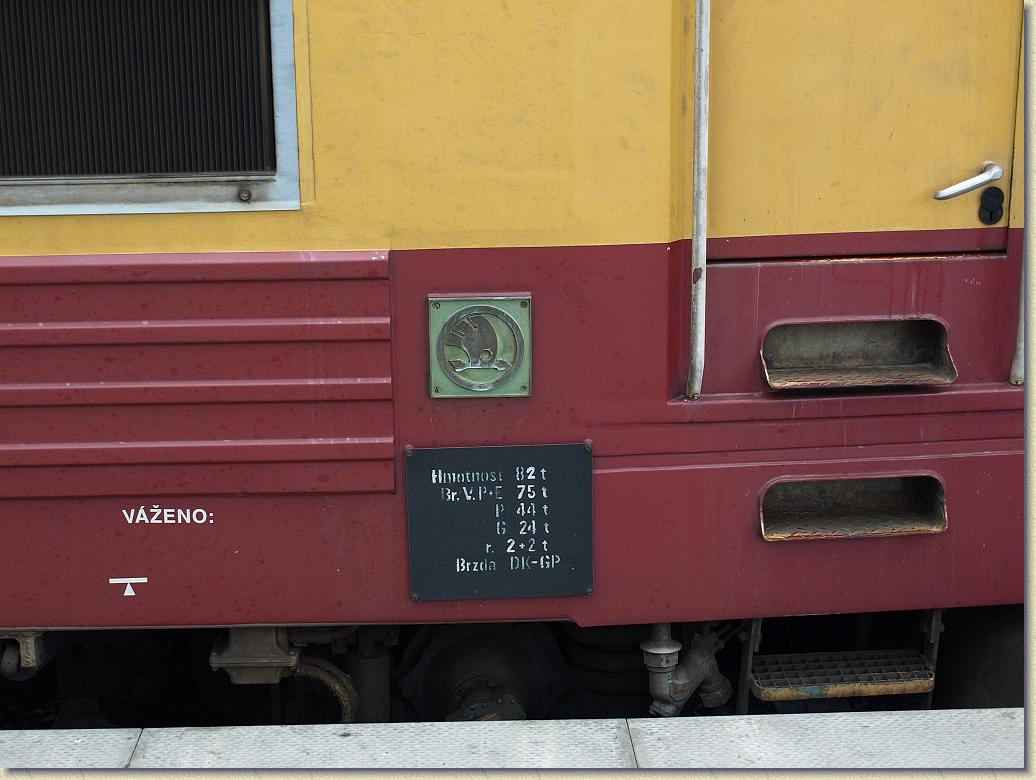 Hmotnost 82 t
Br. V. P+E 75 t
P 44 t
G 24 t
r. 2+2 t
Brzda DK-GP
VÁŽENO: